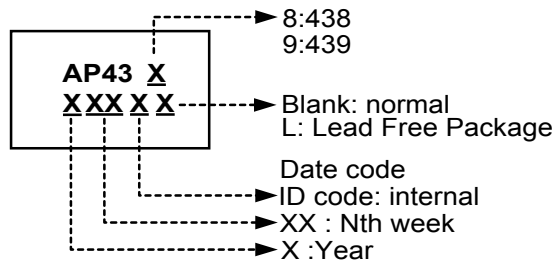 8:438
9:439
AP43 X
X XX X X
Blank: normal
L: Lead Free Package
Date code
ID code: internal
XX : Nth week
X :Year